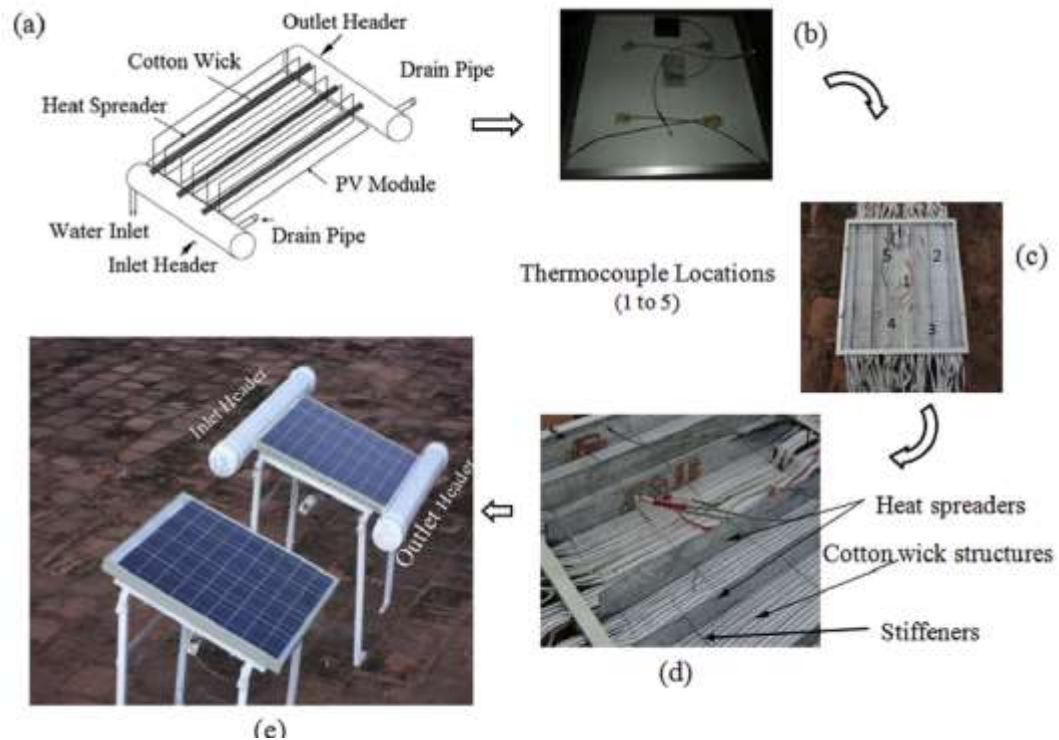 (a)
Outlet Header
Cotton Wick
Drain Pipe
Heat Spreader
PV Module
Water Inlet
Drain Pipe
Inlet Header
(b)
(c)
5
2
1
4
3
Thermocouple Locations
(1 to 5)
Inlet Header
Outlet Header
(e)
Heat spreaders
Cotton wick structures
Stiffeners
(d)